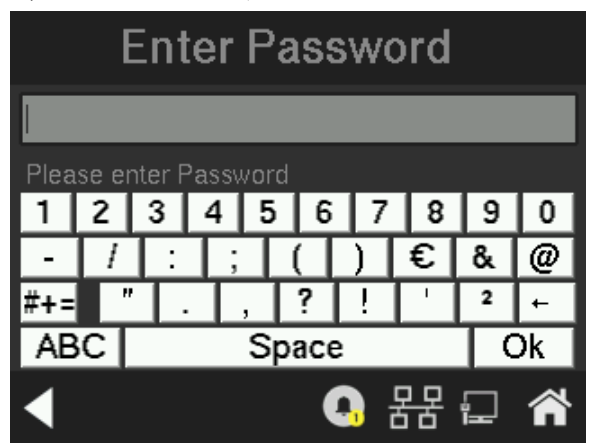 Enter Password
Please enter Password
1 2 3 4 5 6 7 8 9 0
- / : ; ( ) € & @
#+= " . , ? ! ' ² ←
ABC Space Ok
1